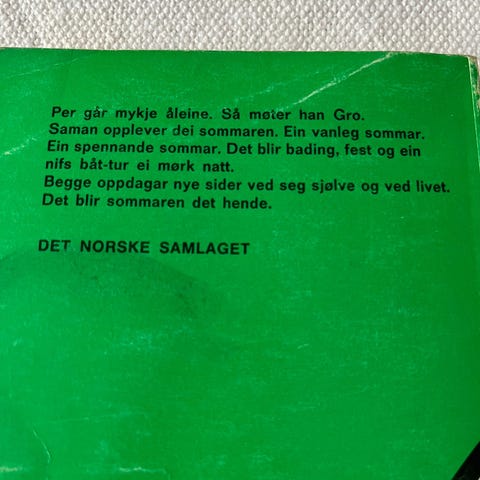 Per går mykje åleine. Så møter han Gro.
Saman opplever dei sommaren. Ein vanleg sommar.
Ein spennande sommar. Det blir bading, fest og ein
nifs båt-tur ei mørk natt.
Begge oppdagar nye sider ved seg sjølve og ved livet.
Det blir sommaren det hende.
DET NORSKE SAMLAGET